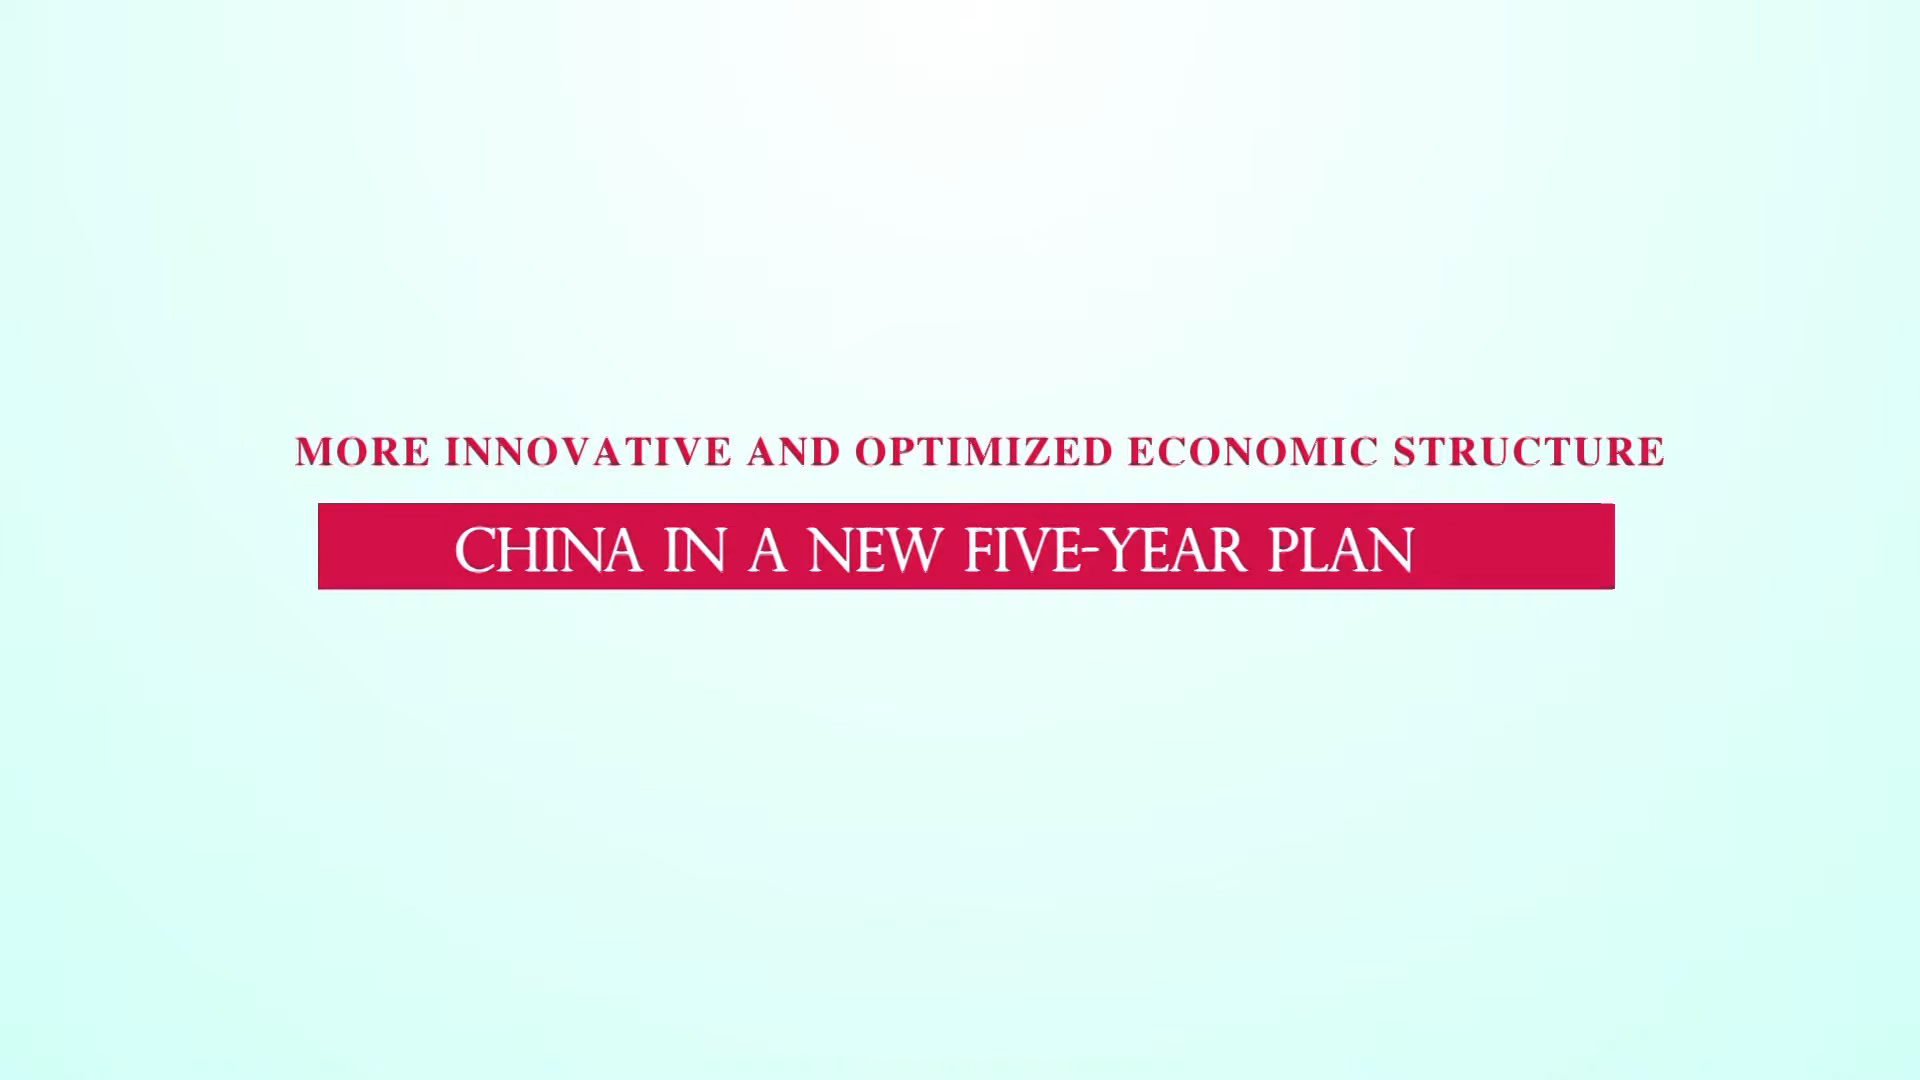 MORE INNOVATIVE AND OPTIMIZED ECONOMIC STRUCTURE
CHINA IN A NEW FIVE-YEAR PLAN